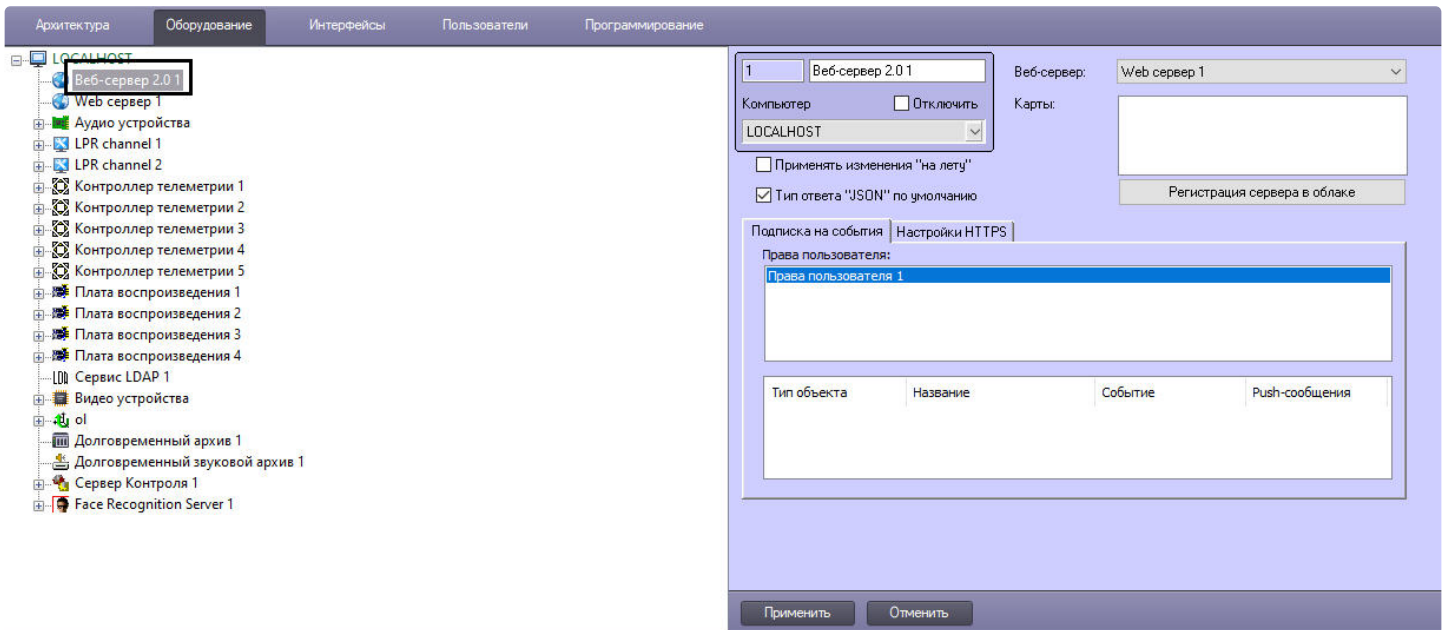 Архитектура Оборудование Интерфейсы Пользователи Программирование
LOCALHOST
Веб-сервер 2.0 1
Web сервер 1
Аудио устройства
LPR channel 1
LPR channel 2
Контроллер телеметрии 1
Контроллер телеметрии 2
Контроллер телеметрии 3
Контроллер телеметрии 4
Контроллер телеметрии 5
Плата воспроизведения 1
Плата воспроизведения 2
Плата воспроизведения 3
Плата воспроизведения 4
Сервис LDAP 1
Видео устройства
ol
Долговременный архив 1
Долговременный звуковой архив 1
Сервер Контроля 1
Face Recognition Server 1
1 Веб-сервер 2.0 1 Веб-сервер: Web сервер 1
Компьютер Отключить Карты:
LOCALHOST
Применять изменения "на лету"
Тип ответа "JSON" по умолчанию Регистрация сервера в облаке
Подписка на события Настройки HTTPS
Права пользователя:
Права пользователя 1
Тип объекта Название Событие Push-сообщения
Применить Отменить